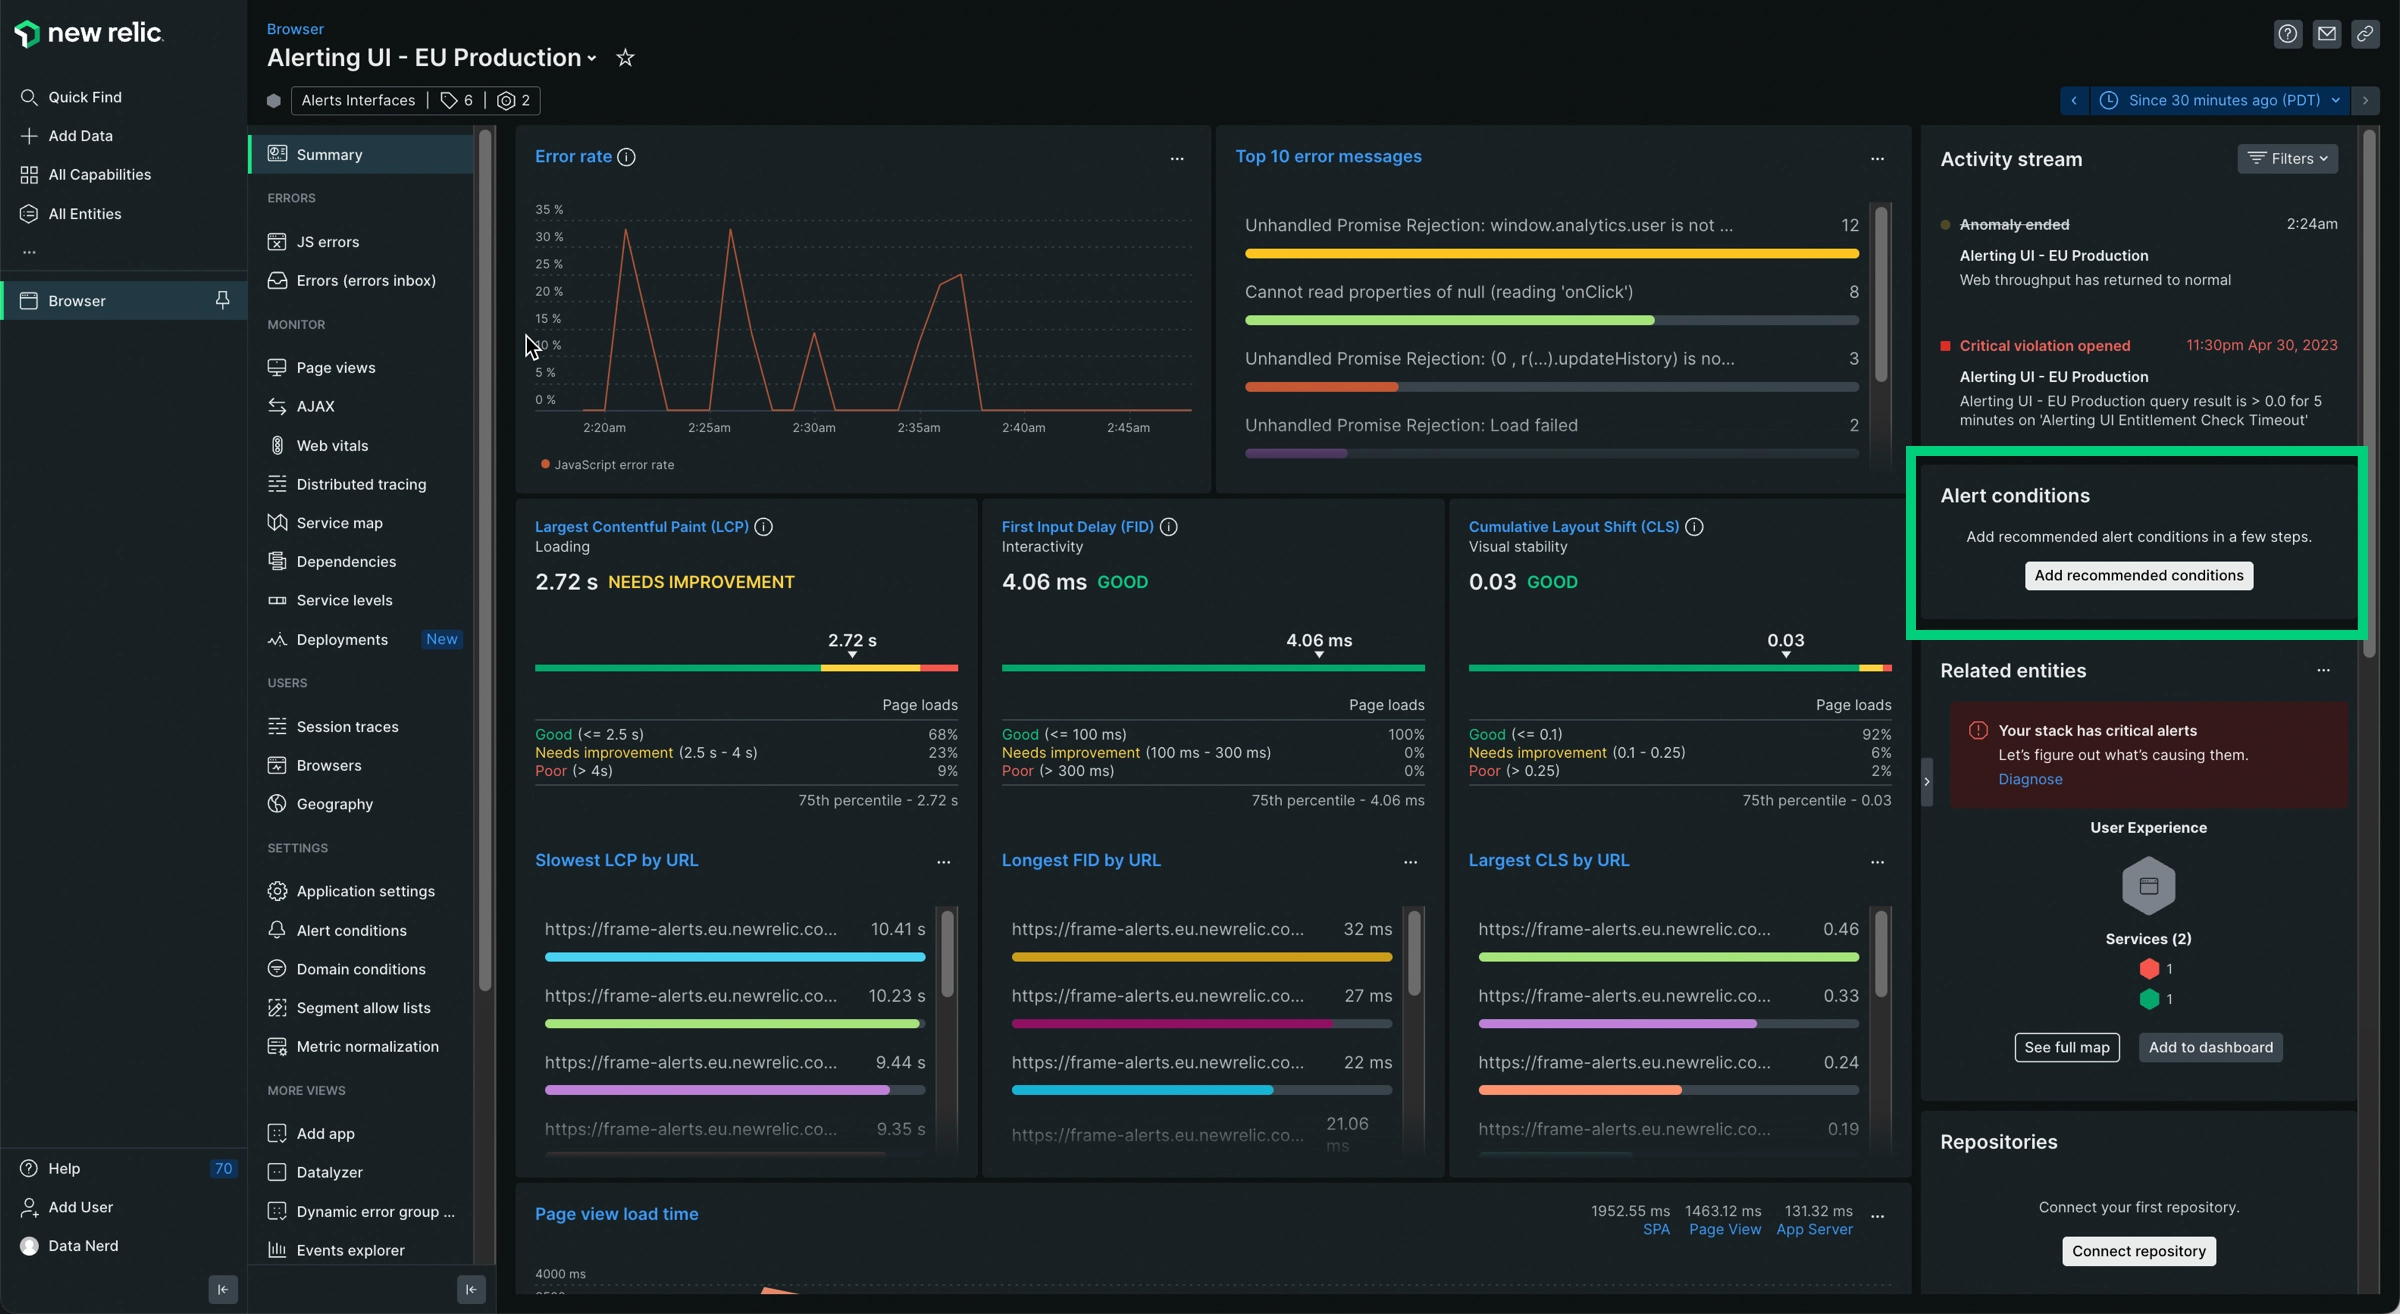 new relic.
Quick Find
Add Data
All Capabilities
All Entities
...
Browser
Help 70
Add User
Data Nerd
Browser
Alerting UI - EU Production
Alerts Interfaces | 6 | 2
Since 30 minutes ago (PDT)
Summary
ERRORS
JS errors
Errors (errors inbox)
MONITOR
Page views
AJAX
Web vitals
Distributed tracing
Service map
Dependencies
Service levels
Deployments New
USERS
Session traces
Browsers
Geography
SETTINGS
Application settings
Alert conditions
Domain conditions
Segment allow lists
Metric normalization
MORE VIEWS
Add app
Datalyzer
Dynamic error group ...
Events explorer
Error rate
35 %
30 %
25 %
20 %
15 %
10 %
5 %
0 %
2:20am 2:25am 2:30am 2:35am 2:40am 2:45am
JavaScript error rate
Top 10 error messages
Unhandled Promise Rejection: window.analytics.user is not ... 12
Cannot read properties of null (reading 'onClick') 8
Unhandled Promise Rejection: (0 , r(...).updateHistory) is no... 3
Unhandled Promise Rejection: Load failed 2
Largest Contentful Paint (LCP)
Loading
2.72 s NEEDS IMPROVEMENT
2.72 s
Page loads
Good (<= 2.5 s) 68%
Needs improvement (2.5 s - 4 s) 23%
Poor (> 4s) 9%
75th percentile - 2.72 s
First Input Delay (FID)
Interactivity
4.06 ms GOOD
4.06 ms
Page loads
Good (<= 100 ms) 100%
Needs improvement (100 ms - 300 ms) 0%
Poor (> 300 ms) 0%
75th percentile - 4.06 ms
Cumulative Layout Shift (CLS)
Visual stability
0.03 GOOD
0.03
Page loads
Good (<= 0.1) 92%
Needs improvement (0.1 - 0.25) 6%
Poor (> 0.25) 2%
75th percentile - 0.03
Slowest LCP by URL
https://frame-alerts.eu.newrelic.co... 10.41 s
https://frame-alerts.eu.newrelic.co... 10.23 s
https://frame-alerts.eu.newrelic.co... 9.44 s
https://frame-alerts.eu.newrelic.co... 9.35 s
Longest FID by URL
https://frame-alerts.eu.newrelic.co... 32 ms
https://frame-alerts.eu.newrelic.co... 27 ms
https://frame-alerts.eu.newrelic.co... 22 ms
https://frame-alerts.eu.newrelic.co... 21.06 ms
Largest CLS by URL
https://frame-alerts.eu.newrelic.co... 0.46
https://frame-alerts.eu.newrelic.co... 0.33
https://frame-alerts.eu.newrelic.co... 0.24
https://frame-alerts.eu.newrelic.co... 0.19
Page view load time
1952.55 ms 1463.12 ms 131.32 ms
SPA Page View App Server
4000 ms
Activity stream
Filters
Anomaly ended 2:24am
Alerting UI - EU Production
Web throughput has returned to normal
Critical violation opened 11:30pm Apr 30, 2023
Alerting UI - EU Production
Alerting UI - EU Production query result is > 0.0 for 5
minutes on 'Alerting UI Entitlement Check Timeout'
Alert conditions
Add recommended alert conditions in a few steps.
Add recommended conditions
Related entities
Your stack has critical alerts
Let's figure out what's causing them.
Diagnose
User Experience
Services (2)
1
1
See full map Add to dashboard
Repositories
Connect your first repository.
Connect repository